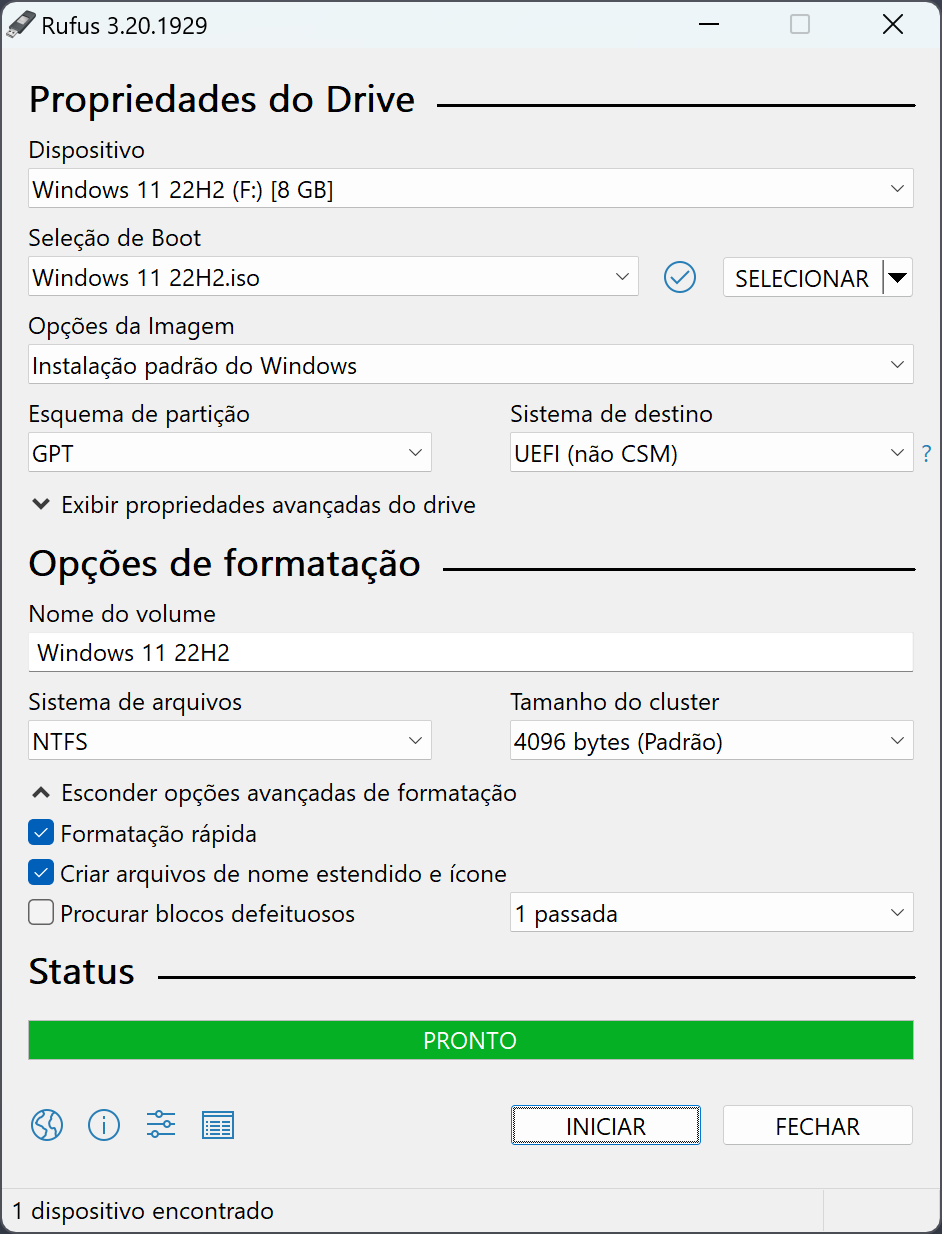 Rufus 3.20.1929
Propriedades do Drive
Dispositivo
Windows 11 22H2 (F:) [8 GB]
Seleção de Boot
Windows 11 22H2.iso
SELECIONAR
Opções da Imagem
Instalação padrão do Windows
Esquema de partição
Sistema de destino
GPT
UEFI (não CSM)
?
Exibir propriedades avançadas do drive
Opções de formatação
Nome do volume
Windows 11 22H2
Sistema de arquivos
Tamanho do cluster
NTFS
4096 bytes (Padrão)
Esconder opções avançadas de formatação
Formatação rápida
Criar arquivos de nome estendido e ícone
Procurar blocos defeituosos
1 passada
Status
PRONTO
INICIAR
FECHAR
1 dispositivo encontrado